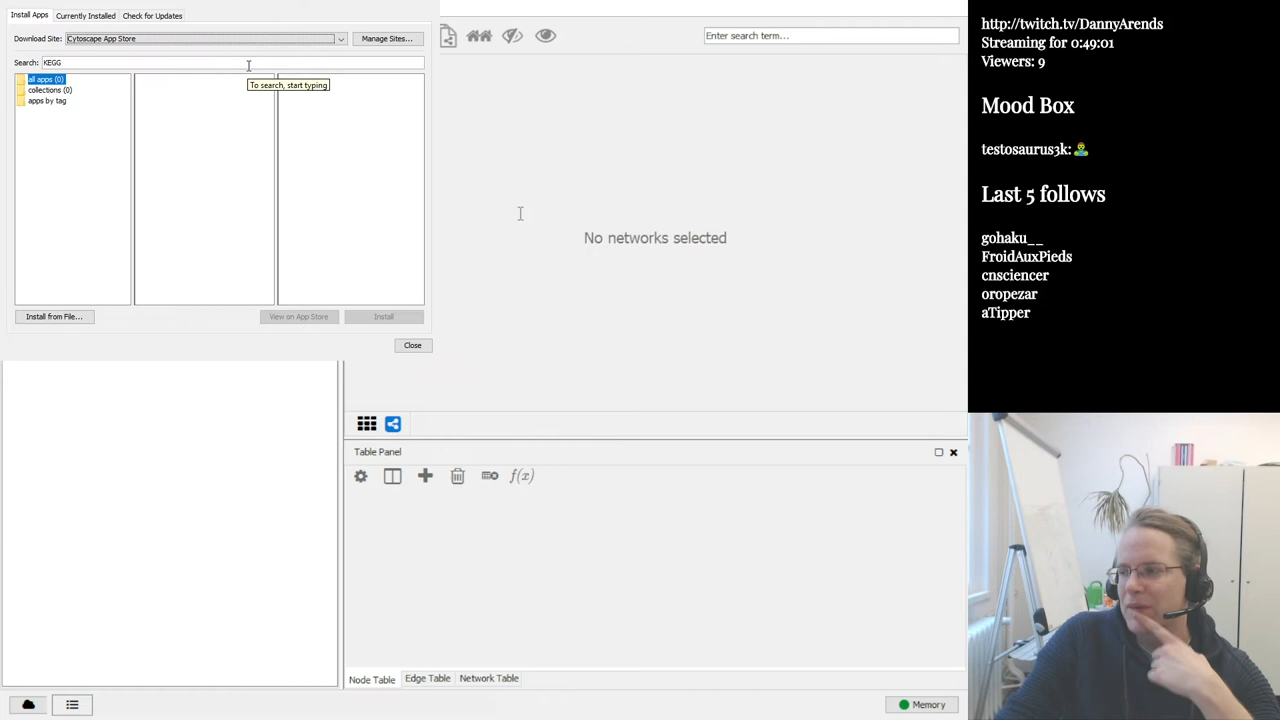 Install Apps
Currently Installed
Check for Updates
Download Site:
Cytoscape App Store
Manage Sites...
Search:
KEGG
all apps (0)
collections (0)
apps by tag
To search, start typing
Install from File...
View on App Store
Install
Close
Enter search term...
No networks selected
Table Panel
f(x)
Node Table
Edge Table
Network Table
Memory
http://twitch.tv/DannyArends
Streaming for 0:49:01
Viewers: 9
Mood Box
testosaurus3k:🧟‍♂️
Last 5 follows
gohaku__
FroidAuxPieds
cnsciencer
oropezar
aTipper